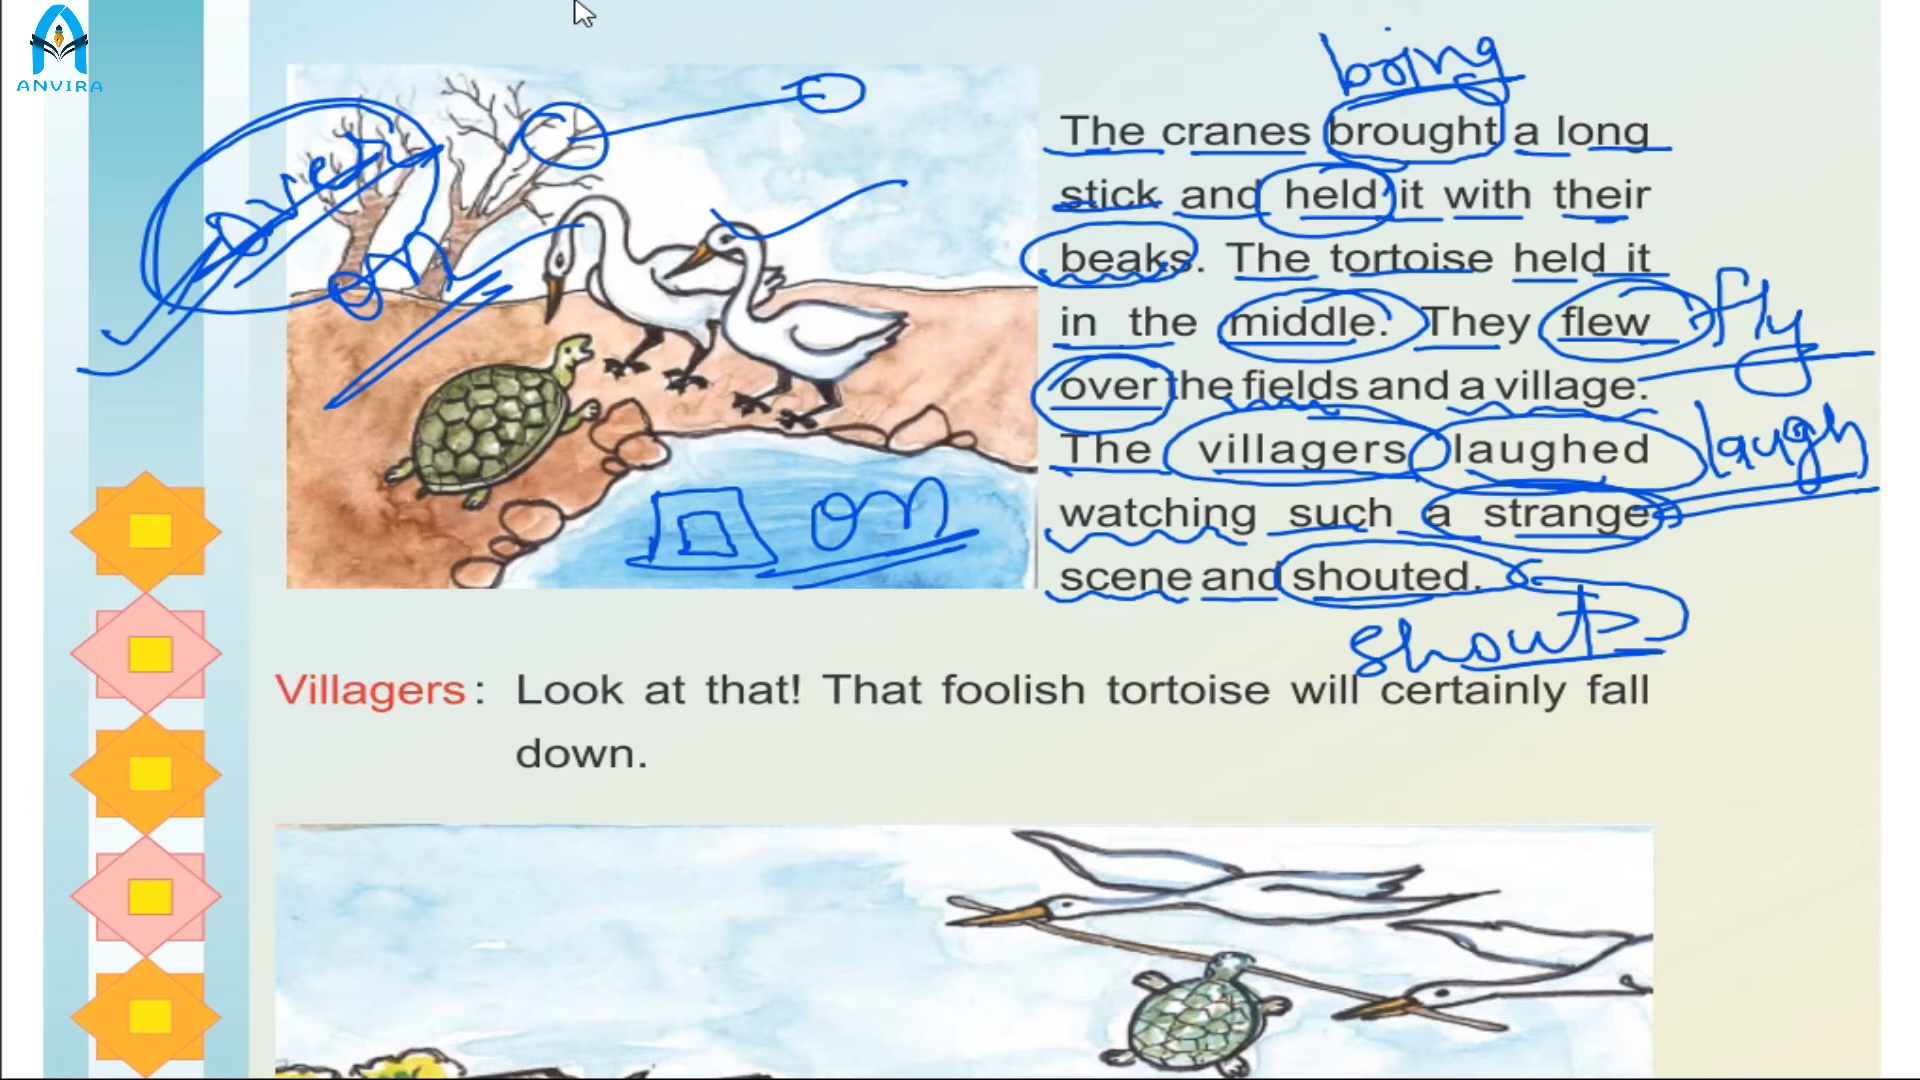 ANVIRA
The cranes brought a long
stick and held it with their
beaks. The tortoise held it
in the middle. They flew
fly
over the fields and a village.
The villagers laughed
laugh
watching such a strange
scene and shouted.
shout
over
on
on
Villagers: Look at that! That foolish tortoise will certainly fall
down.